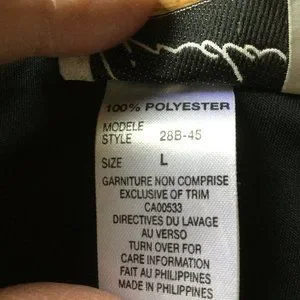 100% POLYESTER
MODELE
STYLE 28B-45
SIZE L
GARNITURE NON COMPRISE
EXCLUSIVE OF TRIM
CA00533
DIRECTIVES DU LAVAGE
AU VERSO
TURN OVER FOR
CARE INFORMATION
FAIT AU PHILIPPINES
MADE IN PHILIPPINES